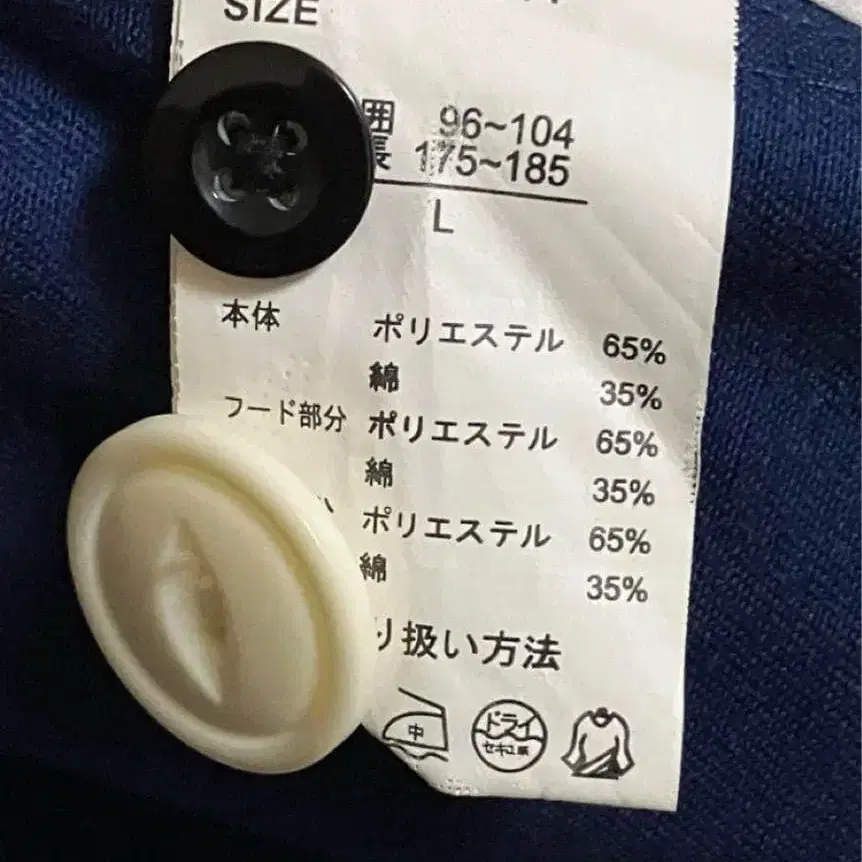 SIZE
囲 96~104
長 175~185
L
本体 ポリエステル 65%
綿 35%
フード部分 ポリエステル 65%
綿 35%
ポリエステル 65%
綿 35%
り扱い方法
中 ドライ
セキユ系